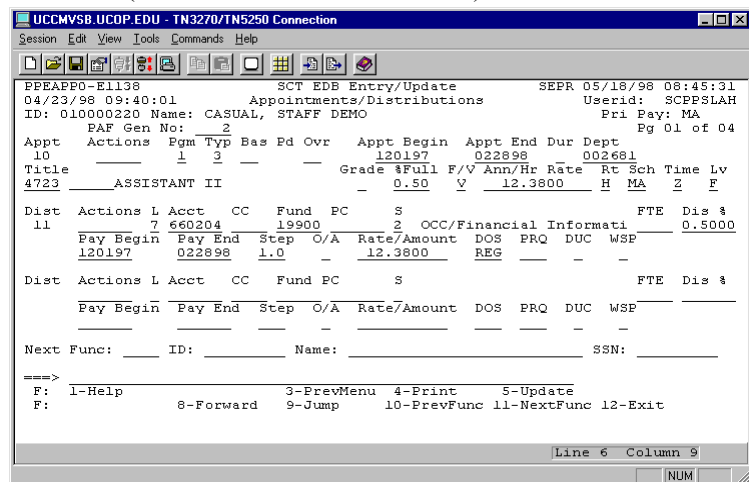 UCCMVSB.UCOP.EDU - TN3270/TN5250 Connection
Session Edit View Tools Commands Help
PPEAPP0-E1138 SCT EDB Entry/Update SEPR 05/18/98 08:45:31
04/23/98 09:40:01 Appointments/Distributions Userid: SCPPSLAH
ID: 010000220 Name: CASUAL, STAFF DEMO Pri Pay: MA
PAF Gen No: 2 Pg 01 of 04
Appt Actions Pgm Typ Bas Pd Ovr Appt Begin Appt End Dur Dept
10 1 3 120197 022898 002681
Title Grade %Full F/V Ann/Hr Rate Rt Sch Time Lv
4723 ASSISTANT II 0.50 V 12.3800 H MA Z F
Dist Actions L Acct CC Fund PC S FTE Dis %
11 7 660204 19900 2 OCC/Financial Informati 0.5000
Pay Begin Pay End Step O/A Rate/Amount DOS PRQ DUC WSP
120197 022898 1.0 12.3800 REG
Dist Actions L Acct CC Fund PC S FTE Dis %
Pay Begin Pay End Step O/A Rate/Amount DOS PRQ DUC WSP
Next Func: ID: Name: SSN:
===>
F: 1-Help 3-PrevMenu 4-Print 5-Update
F: 8-Forward 9-Jump 10-PrevFunc 11-NextFunc 12-Exit
Line 6 Column 9
NUM